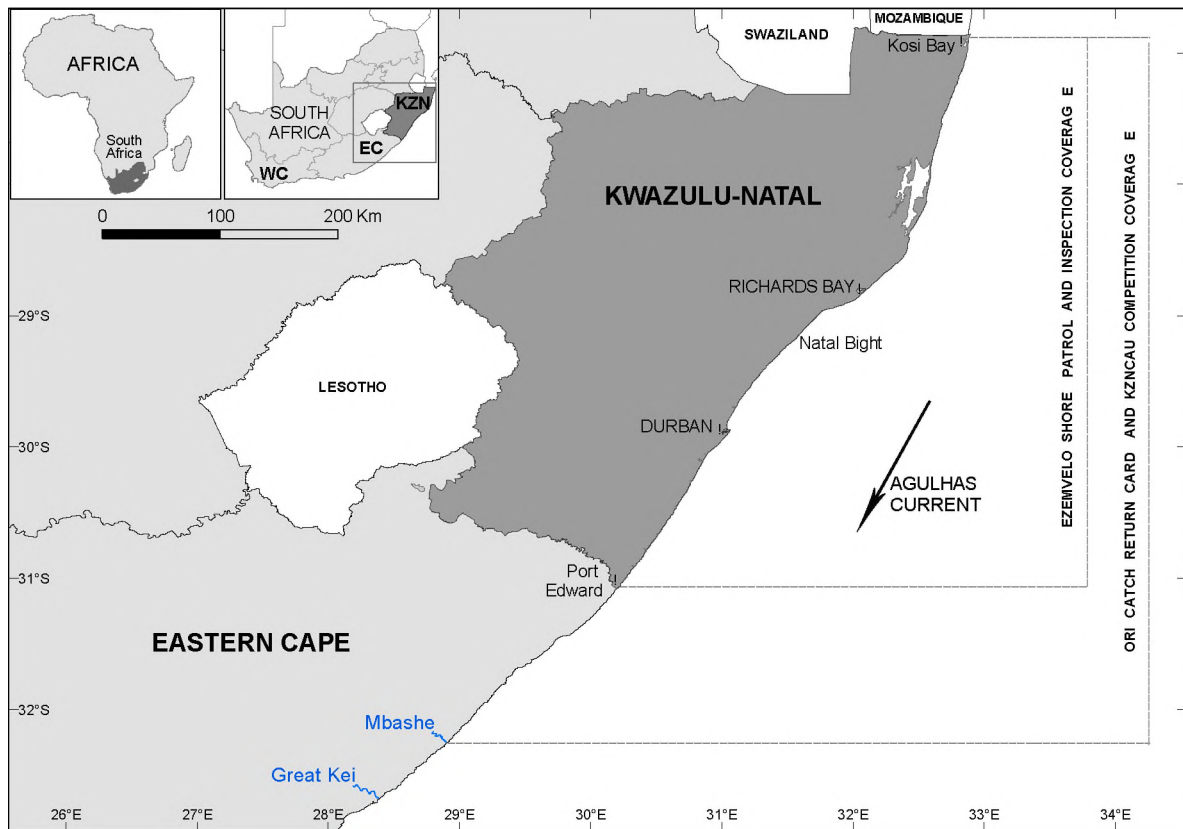 AFRICA
South
Africa
SOUTH
AFRICA
KZN
EC
WC
0
100
200 Km
SWAZILAND
MOZAMBIQUE
Kosi Bay
KWAZULU-NATAL
RICHARDS BAY
Natal Bight
LESOTHO
DURBAN
AGULHAS
CURRENT
Port
Edward
EASTERN CAPE
Mbashe
Great Kei
EZEMVELO SHORE PATROL AND INSPECTION COVERAG E
ORI CATCH RETURN CARD AND KZNCAU COMPETITION COVERAG E
29°S
30°S
31°S
32°S
26°E
27°E
28°E
29°E
30°E
31°E
32°E
33°E
34°E